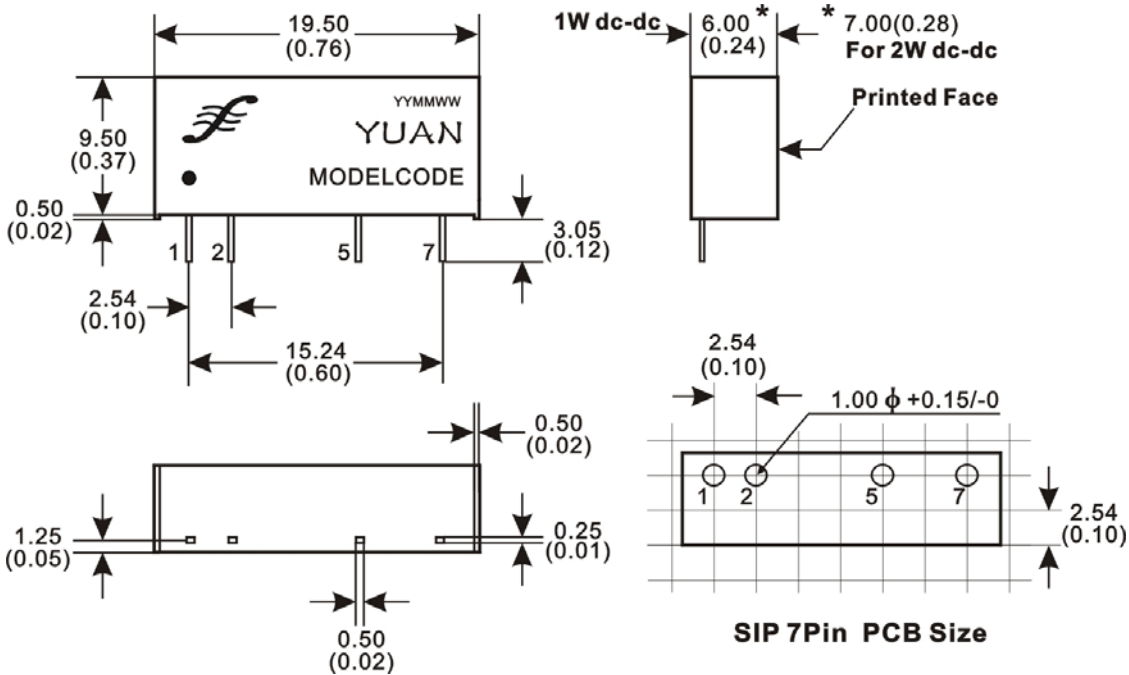 19.50
(0.76)
1W dc-dc
6.00 *
(0.24)
* 7.00(0.28)
For 2W dc-dc
Printed Face
YYMMWW
YUAN
MODELCODE
9.50
(0.37)
0.50
(0.02)
1 2 5 7
3.05
(0.12)
2.54
(0.10)
15.24
(0.60)
0.50
(0.02)
1.25
(0.05)
0.25
(0.01)
0.50
(0.02)
2.54
(0.10)
1.00 ϕ +0.15/-0
1 2 5 7
2.54
(0.10)
SIP 7Pin PCB Size